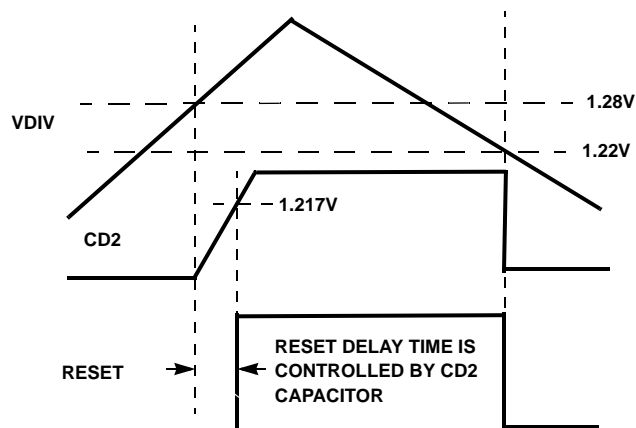 1.28V
VDIV
1.22V
1.217V
CD2
RESET DELAY TIME IS
CONTROLLED BY CD2
CAPACITOR
RESET